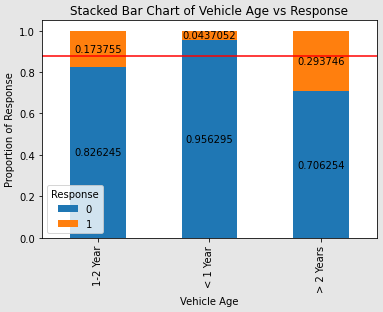 Stacked Bar Chart of Vehicle Age vs Response
Proportion of Response
1.0
0.8
0.6
0.4
0.2
0.0
0.173755
0.0437052
0.293746
0.826245
0.956295
0.706254
Response
0
1
1-2 Year
< 1 Year
> 2 Years
Vehicle Age